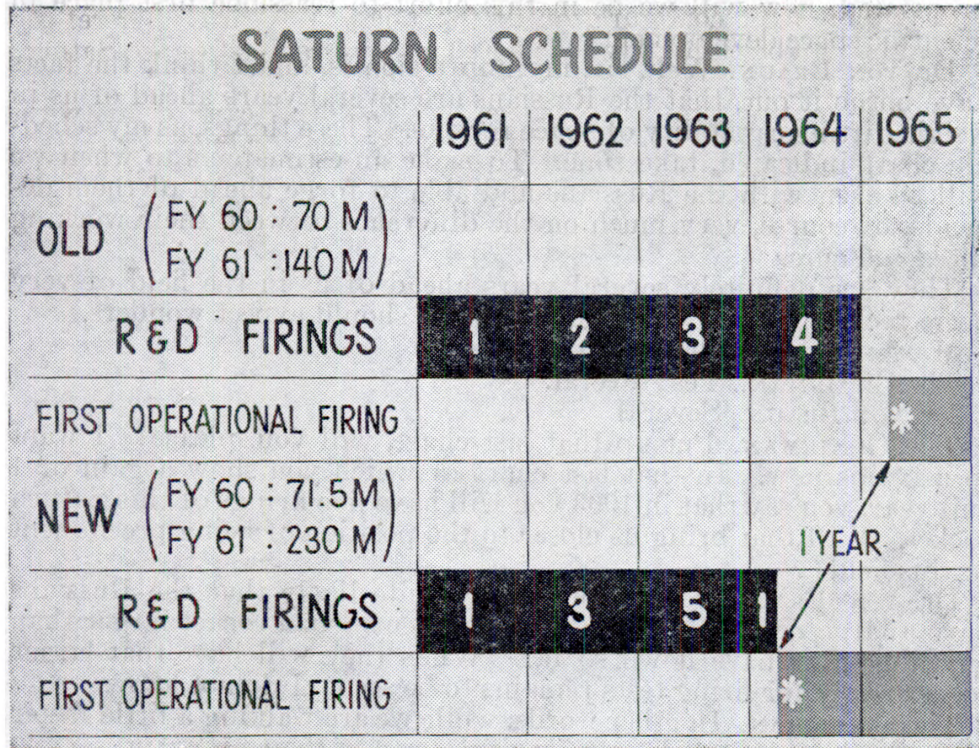 SATURN SCHEDULE
1961 1962 1963 1964 1965
OLD (FY 60 : 70 M)
(FY 61 : 140 M)
R & D FIRINGS 1 2 3 4
FIRST OPERATIONAL FIRING *
NEW (FY 60 : 71.5 M)
(FY 61 : 230 M)
1 YEAR
R & D FIRINGS 1 3 5 1
FIRST OPERATIONAL FIRING *